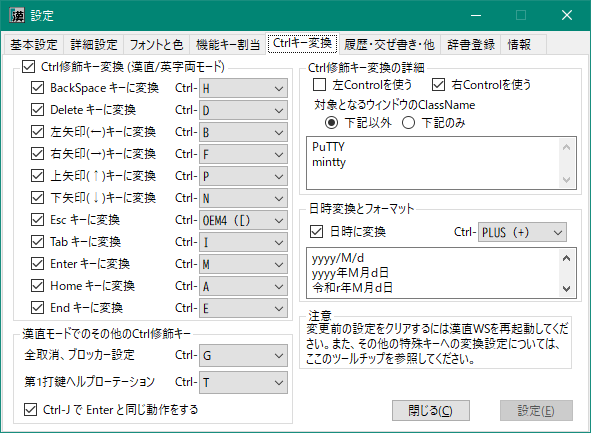 漢 設定
基本設定 詳細設定 フォントと色 機能キー割当 Ctrlキー変換 履歴・交ぜ書き・他 辞書登録 情報
Ctrl修飾キー変換 (漢直/英字両モード)
BackSpace キーに変換 Ctrl- H
Delete キーに変換 Ctrl- D
左矢印(←)キーに変換 Ctrl- B
右矢印(→)キーに変換 Ctrl- F
上矢印(↑)キーに変換 Ctrl- P
下矢印(↓)キーに変換 Ctrl- N
Esc キーに変換 Ctrl- OEM4 ([)
Tab キーに変換 Ctrl- I
Enter キーに変換 Ctrl- M
Home キーに変換 Ctrl- A
End キーに変換 Ctrl- E
漢直モードでのその他のCtrl修飾キー
全取消、ブロッカー設定 Ctrl- G
第1打鍵ヘルプローテーション Ctrl- T
Ctrl-J で Enter と同じ動作をする
Ctrl修飾キー変換の詳細
左Controlを使う 右Controlを使う
対象となるウィンドウのClassName
下記以外 下記のみ
PuTTY
mintty
日時変換とフォーマット
日時に変換 Ctrl- PLUS (+)
yyyy/M/d
yyyy年M月d日
令和r年M月d日
注意
変更前の設定をクリアするには漢直WSを再起動してくだ
さい。また、その他の特殊キーへの変換設定については、
ここのツールチップを参照してください。
閉じる(C) 設定(E)